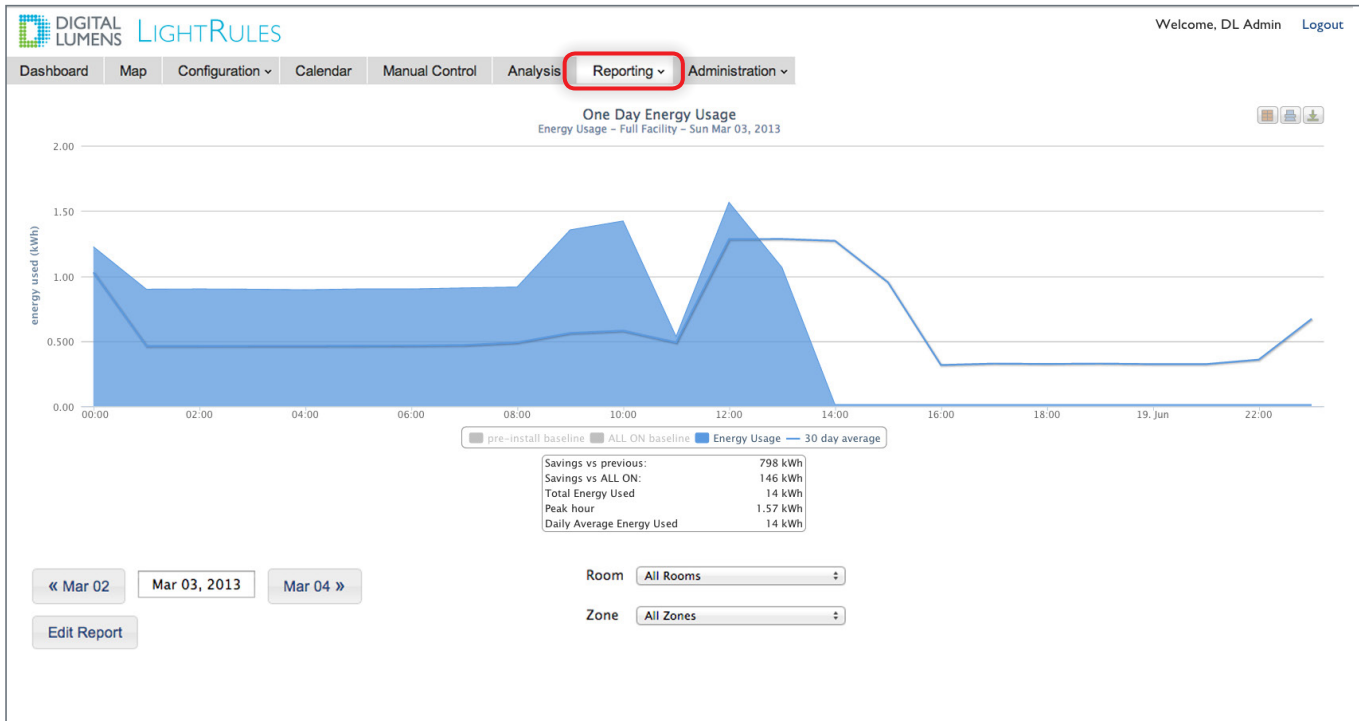 DIGITAL LUMENS LIGHTRULES
Welcome, DL Admin Logout
Dashboard Map Configuration Calendar Manual Control Analysis Reporting Administration
One Day Energy Usage
Energy Usage – Full Facility – Sun Mar 03, 2013
energy used (kWh)
2.00
1.50
1.00
0.500
0.00
00:00 02:00 04:00 06:00 08:00 10:00 12:00 14:00 16:00 18:00 19. Jun 22:00
pre-install baseline ALL ON baseline Energy Usage 30 day average
Savings vs previous: 798 kWh
Savings vs ALL ON: 146 kWh
Total Energy Used 14 kWh
Peak hour 1.57 kWh
Daily Average Energy Used 14 kWh
« Mar 02 Mar 03, 2013 Mar 04 »
Room All Rooms
Zone All Zones
Edit Report